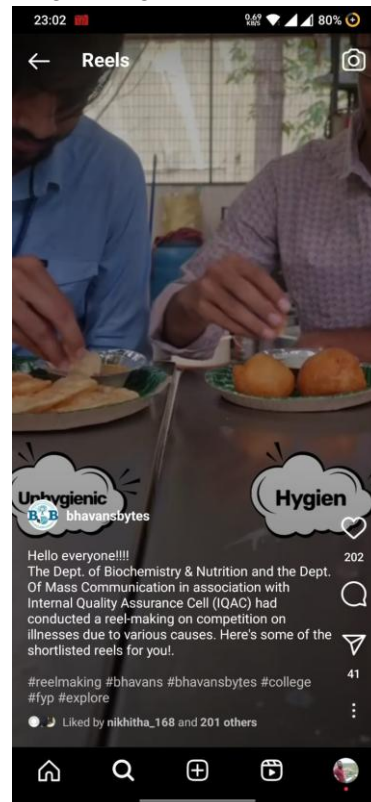 23:02
0.69
KB/S
80%
Reels
Unhygienic
Hygien
B B bhavansbytes
Hello everyone!!!!
The Dept. of Biochemistry & Nutrition and the Dept.
Of Mass Communication in association with
Internal Quality Assurance Cell (IQAC) had
conducted a reel-making on competition on
illnesses due to various causes. Here's some of the
shortlisted reels for you!.
202
41
#reelmaking #bhavans #bhavansbytes #college
#fyp #explore
Liked by nikhitha_168 and 201 others